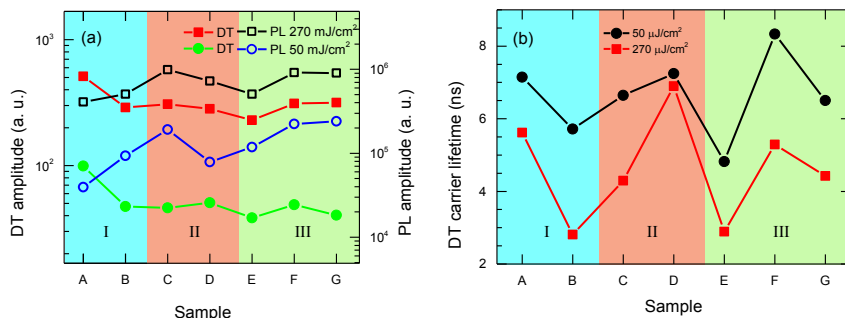 (a)
DT PL 270 mJ/cm²
DT PL 50 mJ/cm²
10³
10²
DT amplitude (a. u.)
10⁶
10⁵
10⁴
PL amplitude (a. u.)
I II III
A B C D E F G
Sample
(b)
50 μJ/cm²
270 μJ/cm²
8
6
4
2
DT carrier lifetime (ns)
I II III
A B C D E F G
Sample